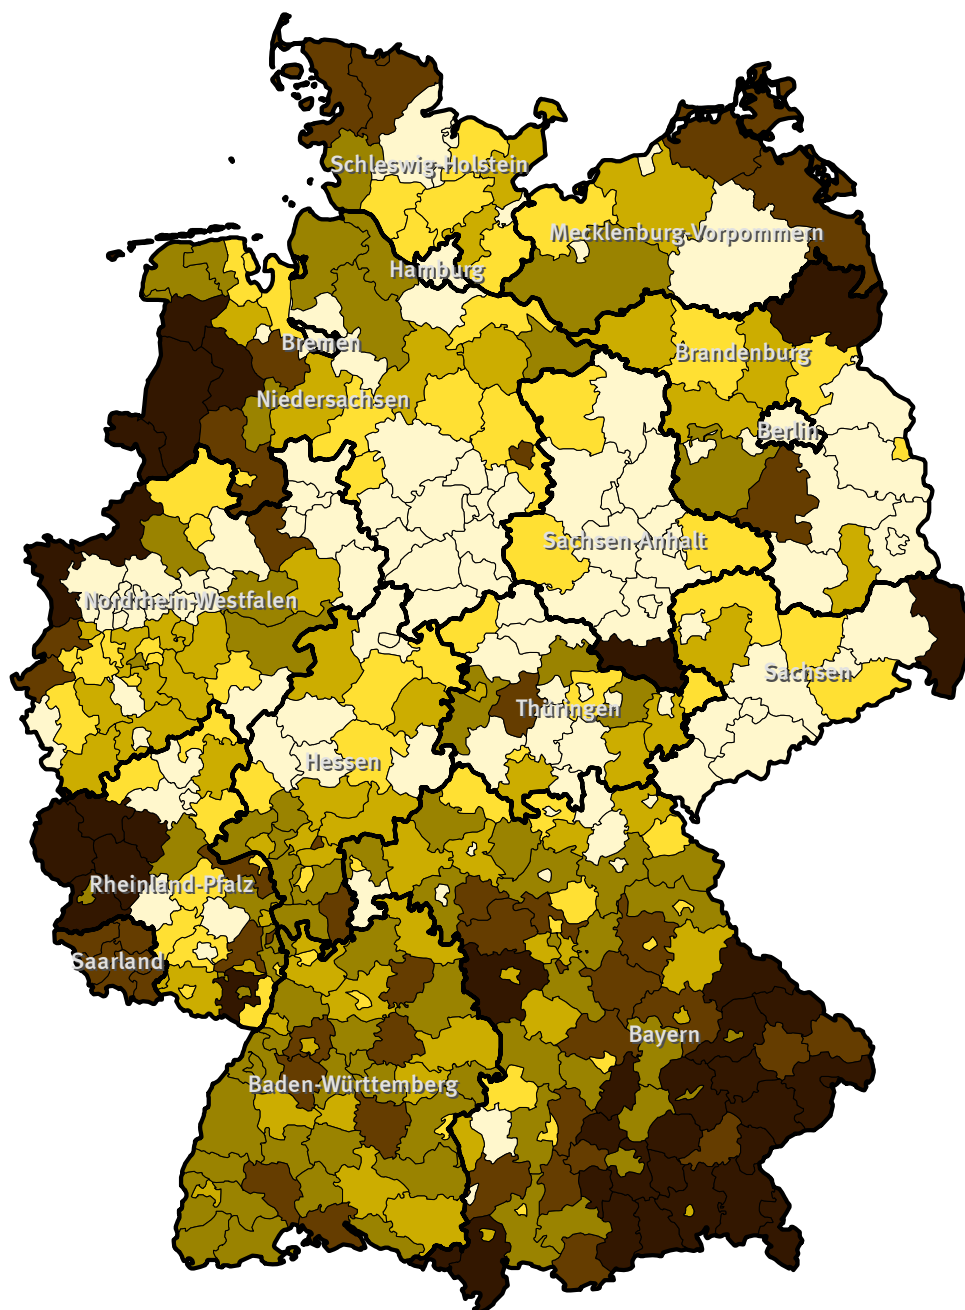 Schleswig-Holstein
Mecklenburg-Vorpommern
Hamburg
Bremen
Brandenburg
Niedersachsen
Berlin
Sachsen-Anhalt
Nordrhein-Westfalen
Sachsen
Thüringen
Hessen
Rheinland-Pfalz
Saarland
Bayern
Baden-Württemberg